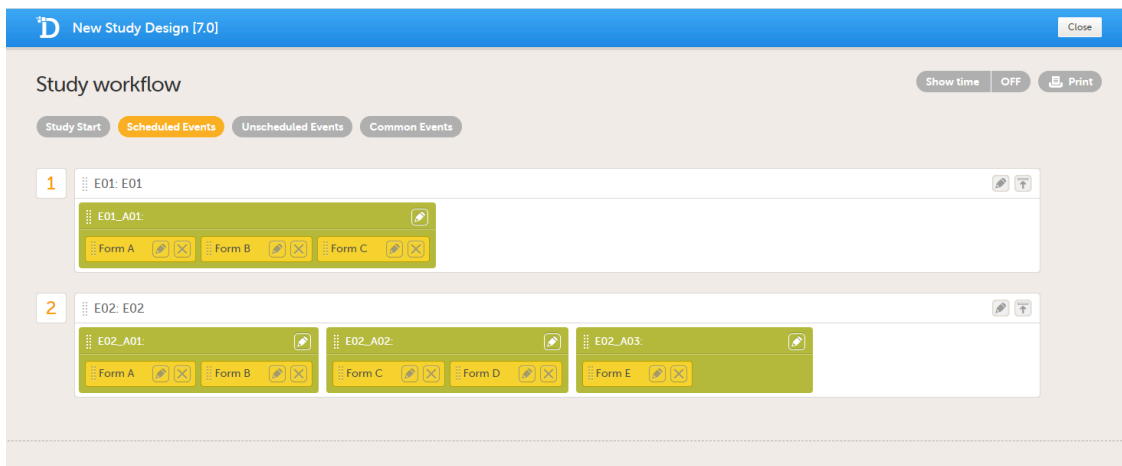 New Study Design [7.0] Close
Study workflow Show time OFF Print
Study Start Scheduled Events Unscheduled Events Common Events
1 E01: E01
E01_A01:
Form A Form B Form C
2 E02: E02
E02_A01: E02_A02: E02_A03:
Form A Form B Form C Form D Form E